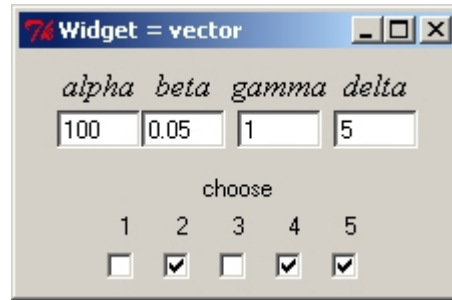 Widget = vector
alpha beta gamma delta
100 0.05 1 5
choose
1 2 3 4 5